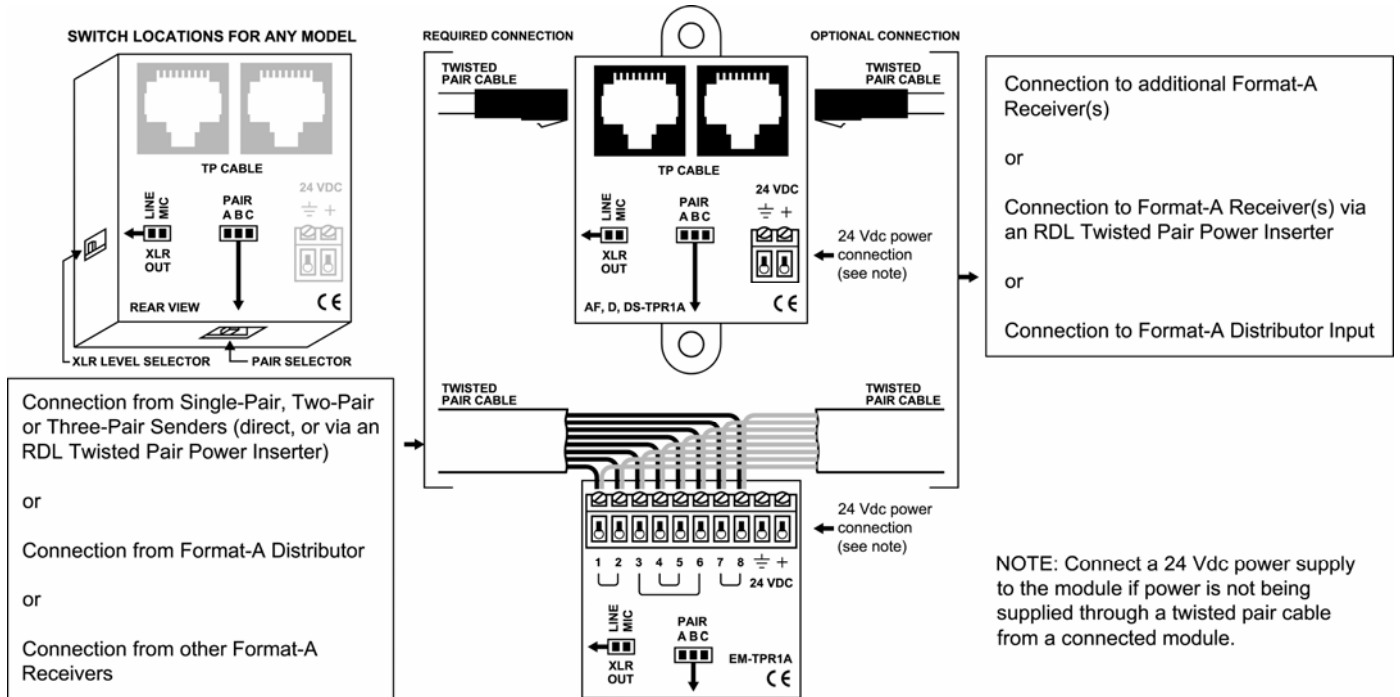 SWITCH LOCATIONS FOR ANY MODEL
TP CABLE
24 VDC
+
LINE
MIC
PAIR
A B C
XLR
OUT
REAR VIEW
CE
XLR LEVEL SELECTOR
PAIR SELECTOR
REQUIRED CONNECTION
OPTIONAL CONNECTION
TWISTED
PAIR CABLE
TWISTED
PAIR CABLE
TP CABLE
24 VDC
+
LINE
MIC
PAIR
A B C
XLR
OUT
AF, D, DS-TPR1A
CE
24 Vdc power
connection
(see note)
Connection to additional Format-A
Receiver(s)
or
Connection to Format-A Receiver(s) via
an RDL Twisted Pair Power Inserter
or
Connection to Format-A Distributor Input
Connection from Single-Pair, Two-Pair
or Three-Pair Senders (direct, or via an
RDL Twisted Pair Power Inserter)
or
Connection from Format-A Distributor
or
Connection from other Format-A
Receivers
TWISTED
PAIR CABLE
TWISTED
PAIR CABLE
24 Vdc power
connection
(see note)
1 2 3 4 5 6 7 8 +
24 VDC
LINE
MIC
PAIR
A B C
XLR
OUT
EM-TPR1A
CE
NOTE: Connect a 24 Vdc power supply
to the module if power is not being
supplied through a twisted pair cable
from a connected module.